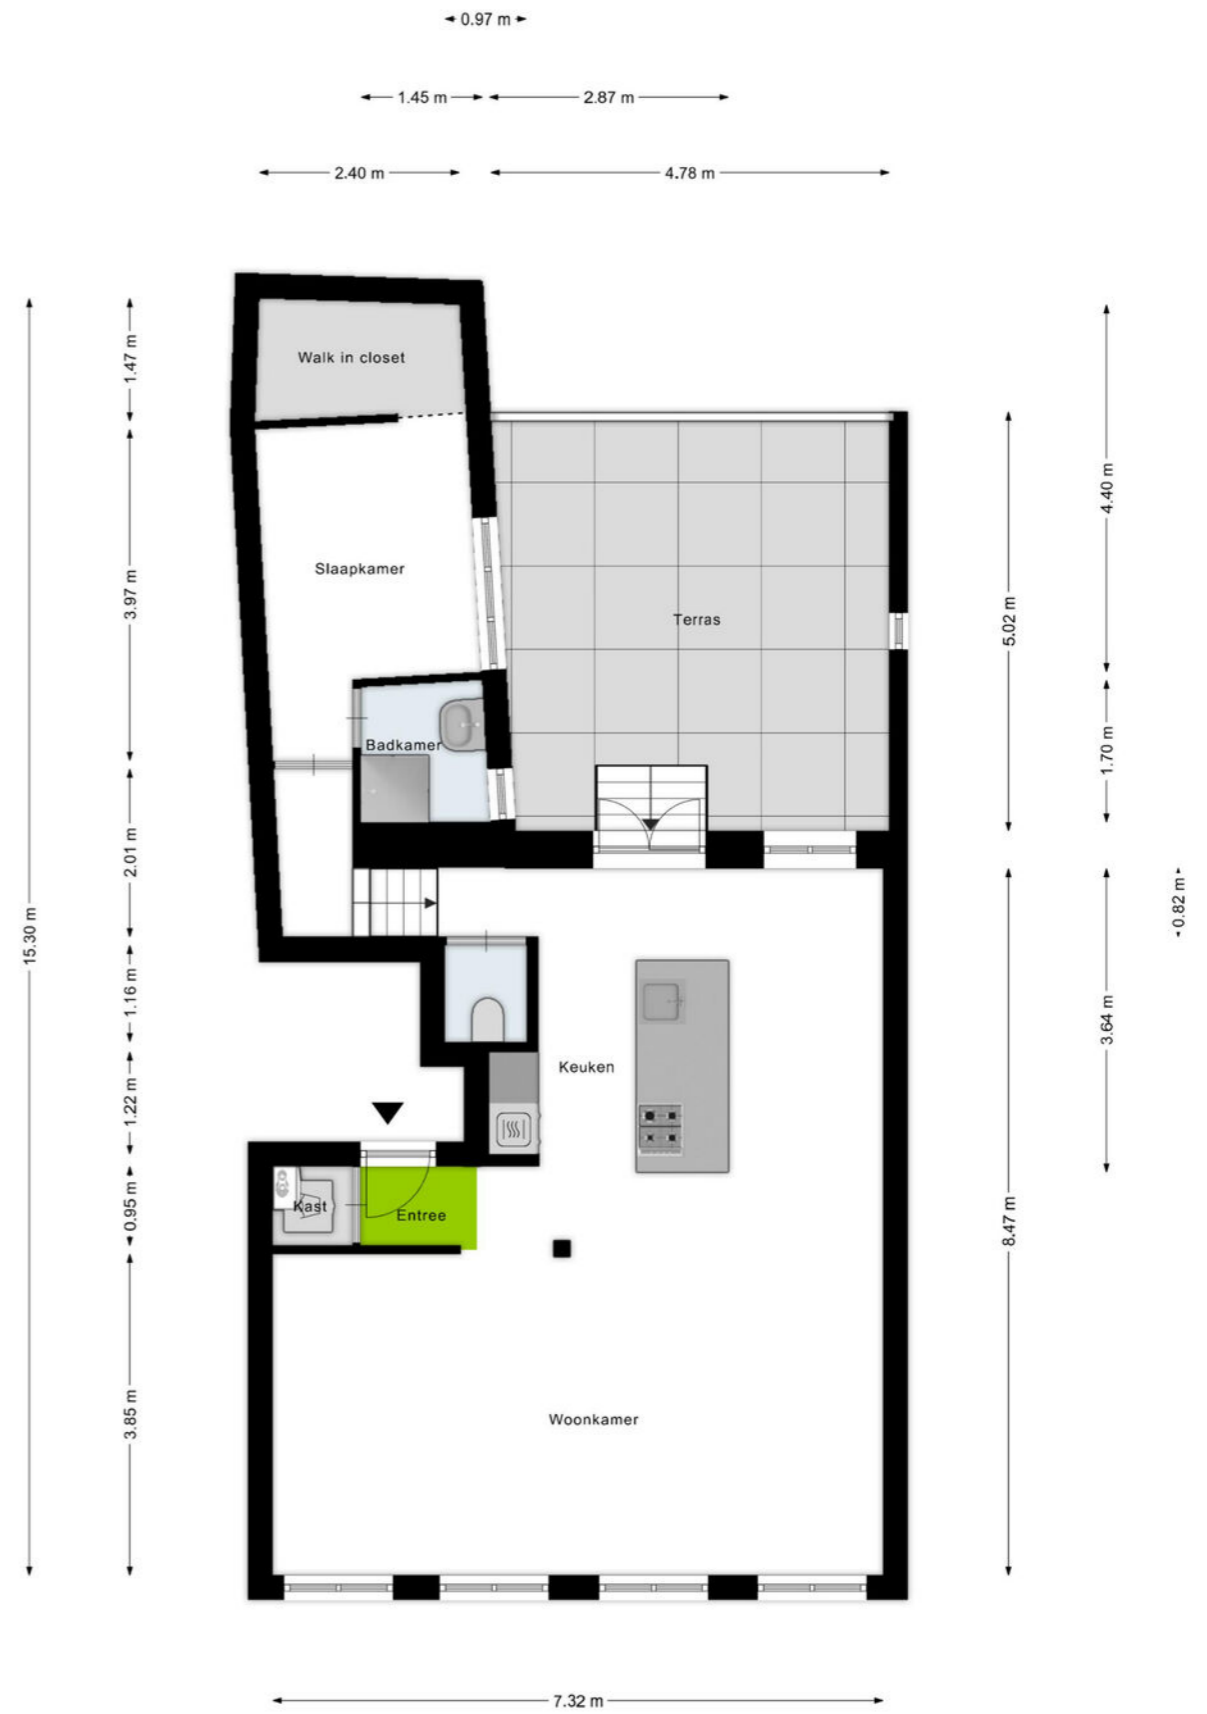 0.97 m
1.45 m
2.87 m
2.40 m
4.78 m
Walk in closet
1.47 m
4.40 m
Slaapkamer
3.97 m
5.02 m
Terras
Badkamer
1.70 m
2.01 m
0.82 m
15.30 m
1.16 m
3.64 m
Keuken
1.22 m
Kast
Entree
0.95 m
8.47 m
3.85 m
Woonkamer
7.32 m